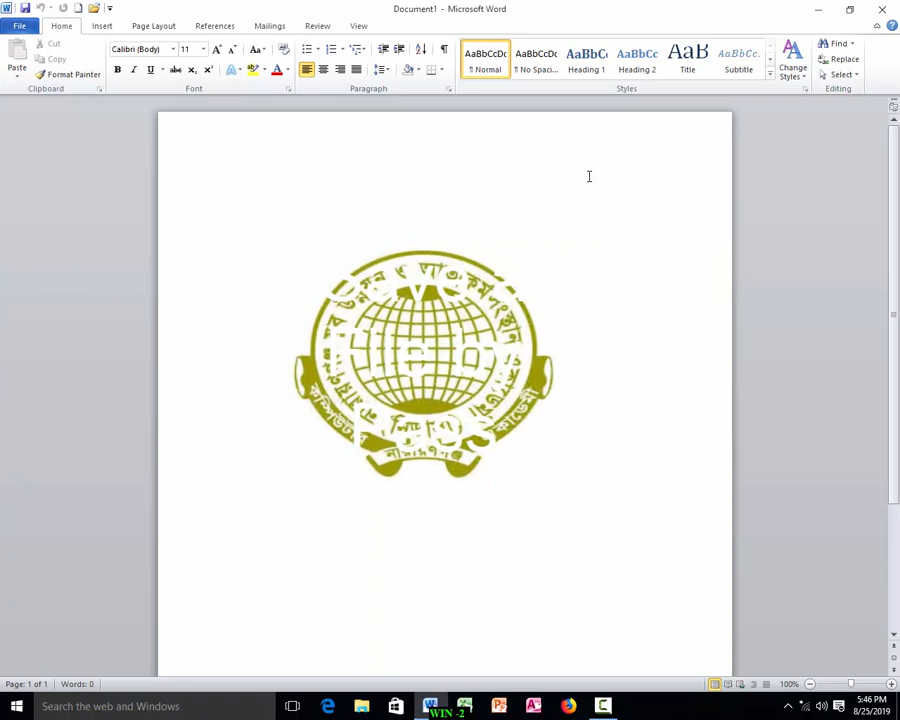 Document1 - Microsoft Word
File Home Insert Page Layout References Mailings Review View
Cut
Copy
Format Painter
Paste
Calibri (Body) 11
AaBbCcDc AaBbCcDc AaBbCc AaBbCc AaB AaBbCc.
¶ Normal ¶ No Spaci... Heading 1 Heading 2 Title Subtitle
Change Styles
Find
Replace
Select
Clipboard Font Paragraph Styles Editing
Page: 1 of 1 Words: 0 100%
Search the web and Windows
WIN -2
5:46 PM
8/25/2019